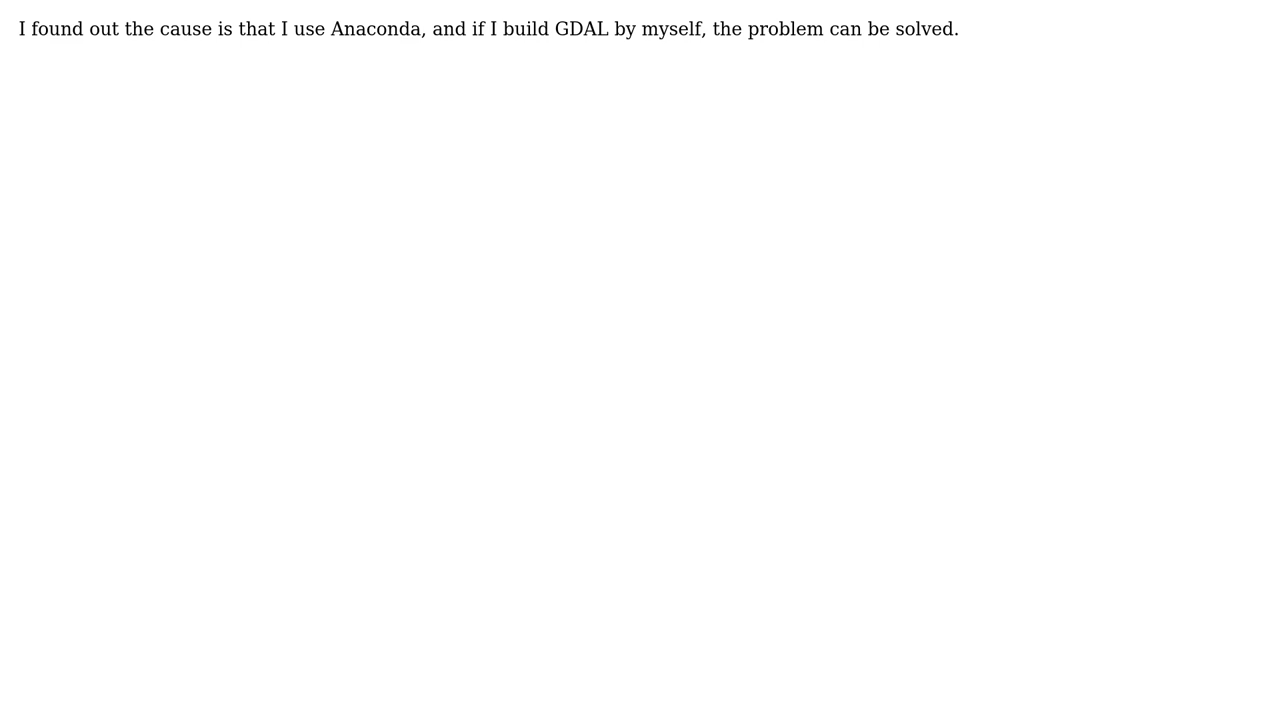 I found out the cause is that I use Anaconda, and if I build GDAL by myself, the problem can be solved.